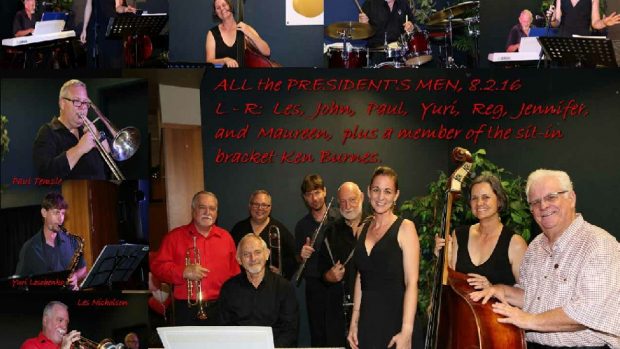 ALL the PRESIDENT'S MEN, 8.2.16
L - R: Les, John, Paul, Yuri, Reg, Jennifer,
and Maureen, plus a member of the sit-in
bracket Ken Burnes.
Paul Temple
Yuri Leschenko
Les Nicholson